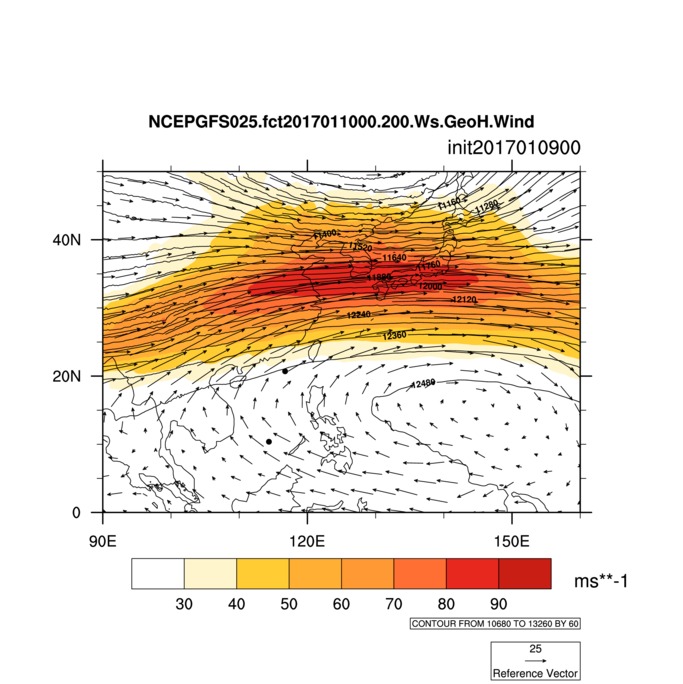 NCEPGFS025.fct2017011000.200.Ws.GeoH.Wind
init2017010900
11160
11280
40N
11400
11520
11640
11760
11880
12000
12120
12240
12360
20N
12480
0
90E 120E 150E
ms**-1
30 40 50 60 70 80 90
CONTOUR FROM 10680 TO 13260 BY 60
25
Reference Vector